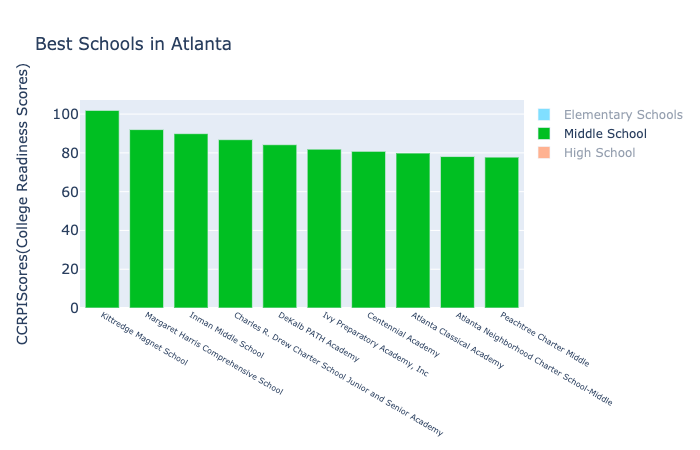 Best Schools in Atlanta
CCRPIScores(College Readiness Scores)
100
80
60
40
20
0
Kittredge Magnet School
Margaret Harris Comprehensive School
Inman Middle School
Charles R. Drew Charter School Junior and Senior Academy
DeKalb PATH Academy
Ivy Preparatory Academy, Inc
Centennial Academy
Atlanta Classical Academy
Atlanta Neighborhood Charter School-Middle
Peachtree Charter Middle
Elementary Schools
Middle School
High School